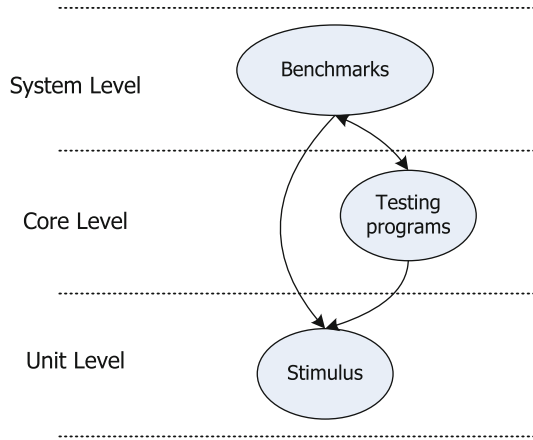 System Level
Benchmarks
Core Level
Testing
programs
Unit Level
Stimulus